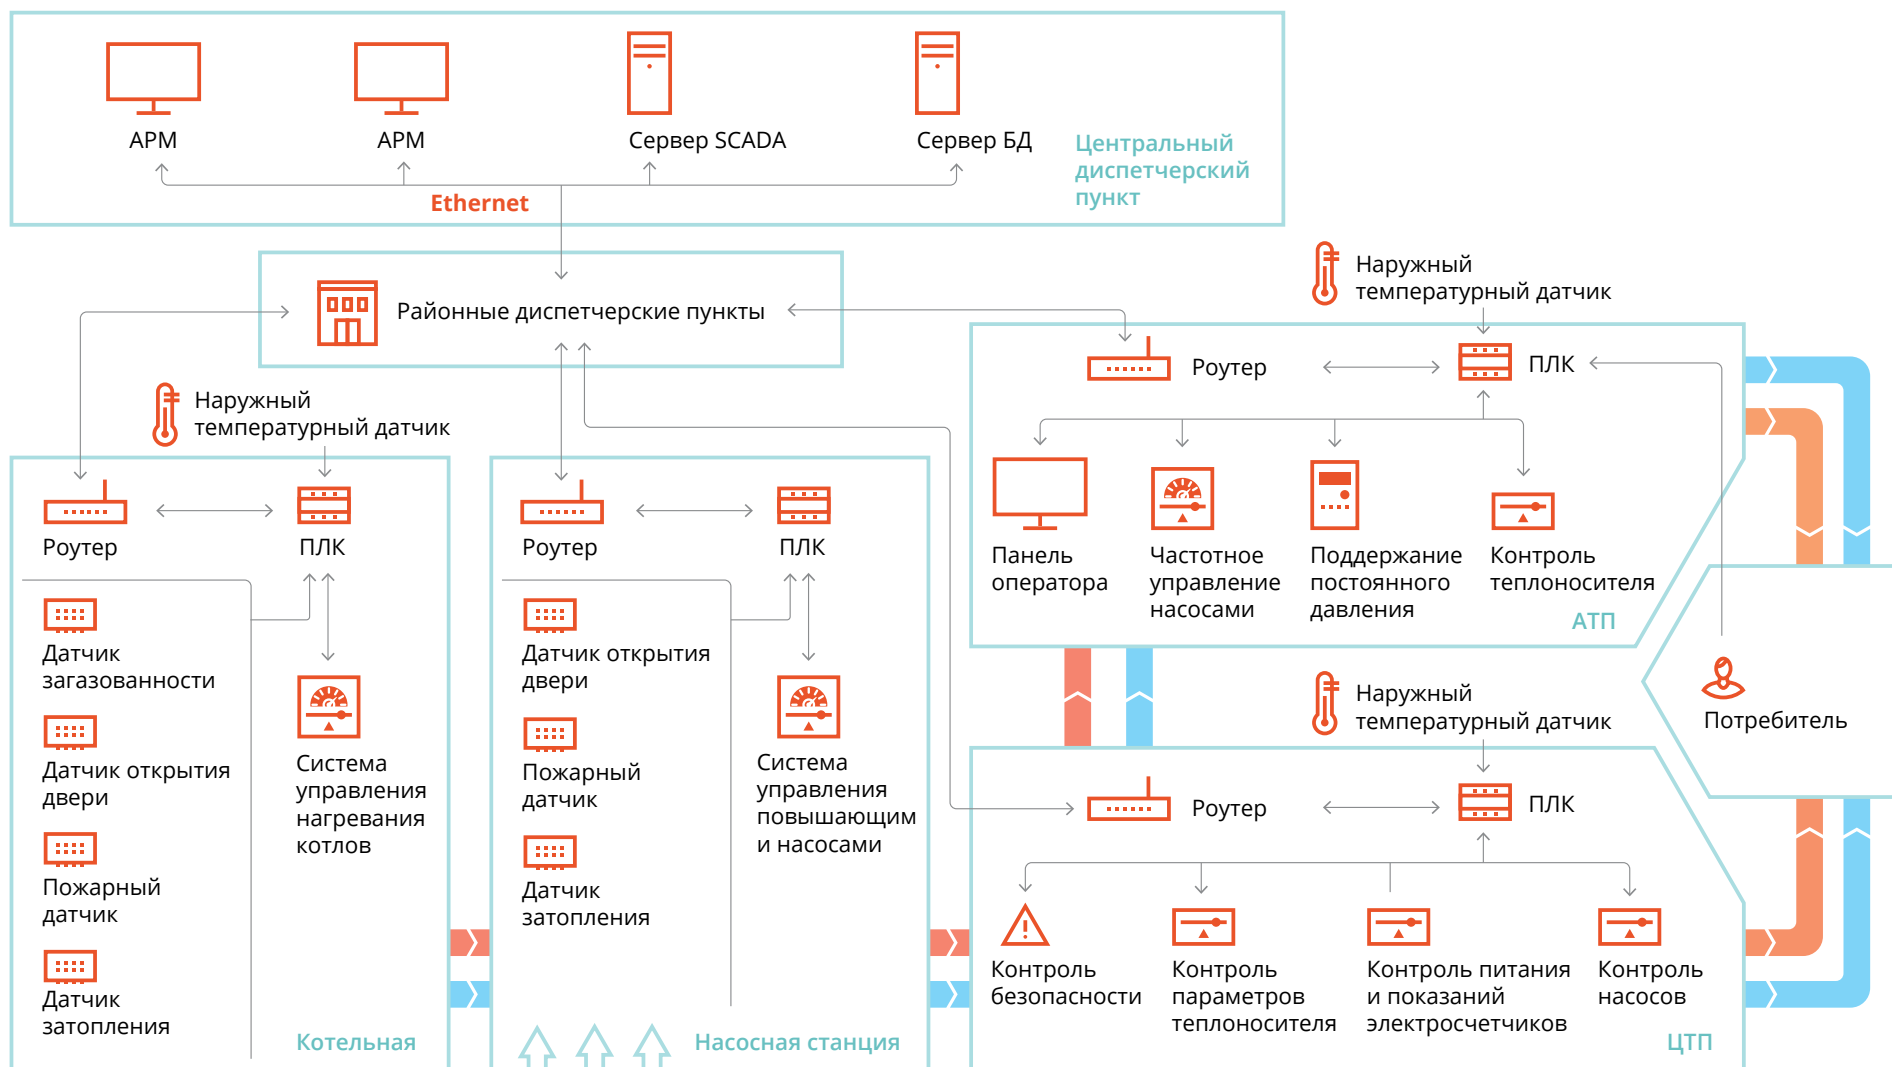 АРМ
АРМ
Сервер SCADA
Сервер БД
Центральный
диспетчерский
пункт
Ethernet
Районные диспетчерские пункты
Наружный
температурный датчик
Роутер
ПЛК
Панель
оператора
Частотное
управление
насосами
Поддержание
постоянного
давления
Контроль
теплоносителя
АТП
Наружный
температурный датчик
Роутер
ПЛК
Датчик
загазованности
Датчик открытия
двери
Пожарный
датчик
Датчик
затопления
Система
управления
нагревания
котлов
Котельная
Роутер
ПЛК
Датчик открытия
двери
Пожарный
датчик
Датчик
затопления
Система
управления
повышающим
и насосами
Насосная станция
Потребитель
Наружный
температурный датчик
Роутер
ПЛК
Контроль
безопасности
Контроль
параметров
теплоносителя
Контроль питания
и показаний
электросчетчиков
Контроль
насосов
ЦТП